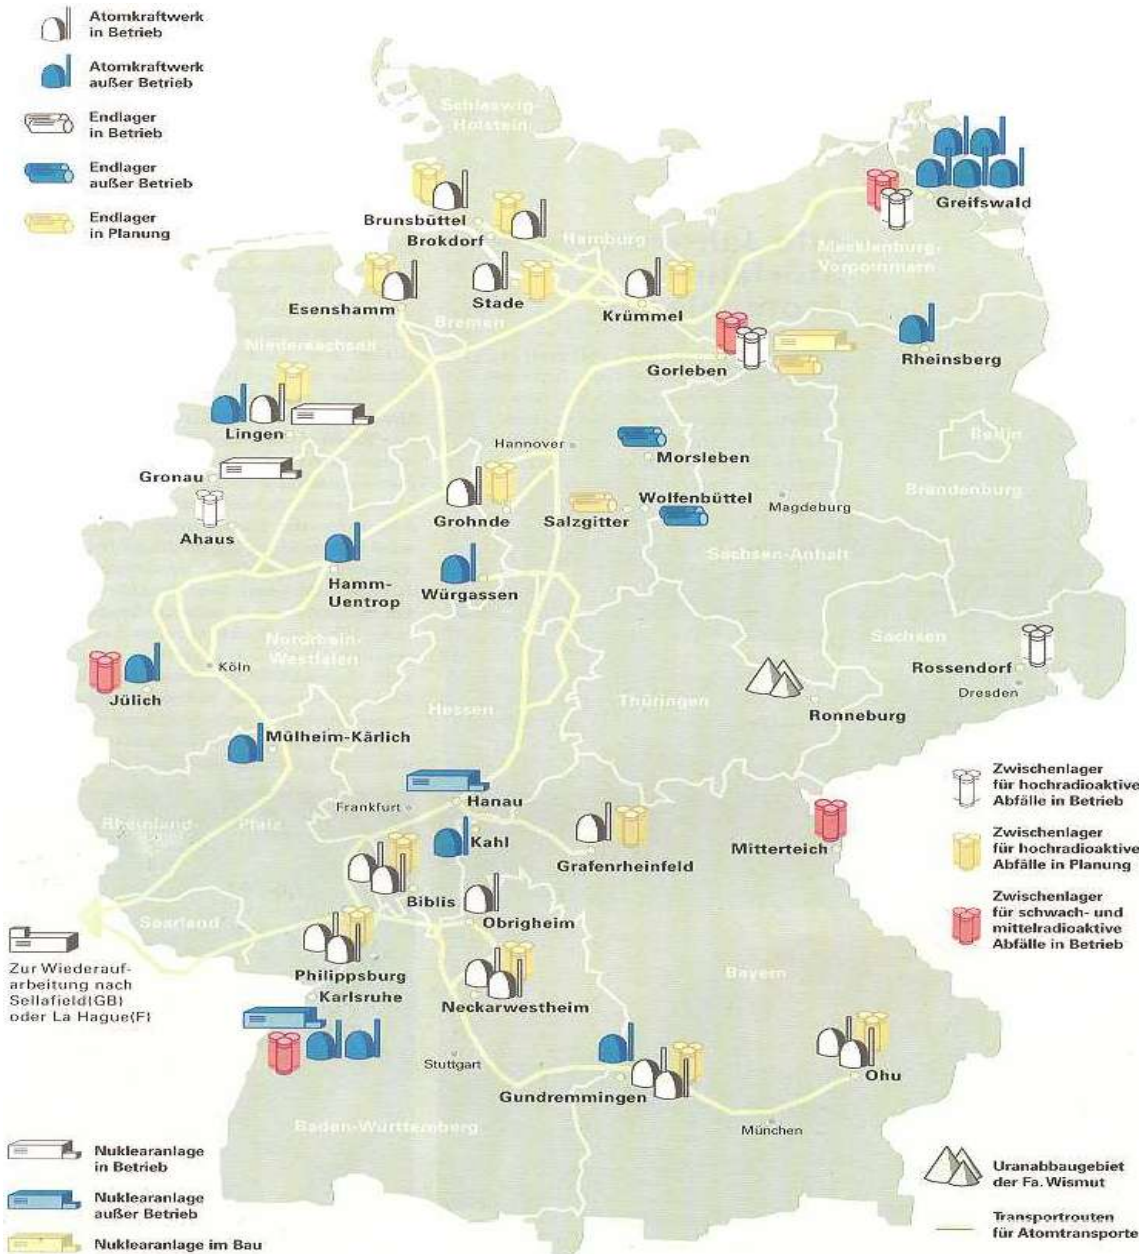 Atomkraftwerk
in Betrieb
Atomkraftwerk
außer Betrieb
Endlager
in Betrieb
Endlager
außer Betrieb
Endlager
in Planung
Schleswig-
Holstein
Brunsbüttel
Brokdorf
Hamburg
Greifswald
Mecklenburg-
Vorpommern
Esenshamm
Stade
Krümmel
Bremen
Niedersachsen
Gorleben
Rheinsberg
Lingen
Hannover
Morsleben
Berlin
Gronau
Brandenburg
Wolfenbüttel
Magdeburg
Grohnde
Salzgitter
Ahaus
Sachsen-Anhalt
Hamm-
Uentrop
Würgassen
Nordrhein-
Westfalen
Köln
Sachsen
Rossendorf
Dresden
Jülich
Hessen
Thüringen
Ronneburg
Mülheim-Kärlich
Hanau
Frankfurt
Rheinland-
Pfalz
Kahl
Grafenrheinfeld
Mitterteich
Zwischenlager
für hochradioaktive
Abfälle in Betrieb
Zwischenlager
für hochradioaktive
Abfälle in Planung
Zwischenlager
für schwach- und
mittelradioaktive
Abfälle in Betrieb
Biblis
Obrigheim
Saarland
Zur Wiederauf-
arbeitung nach
Sellafield(GB)
oder La Hague(F)
Philippsburg
Karlsruhe
Neckarwestheim
Bayern
Stuttgart
Gundremmingen
Ohu
Baden-Württemberg
München
Nuklearanlage
in Betrieb
Nuklearanlage
außer Betrieb
Nuklearanlage im Bau
Uranabbaugebiet
der Fa. Wismut
Transportrouten
für Atomtransporte